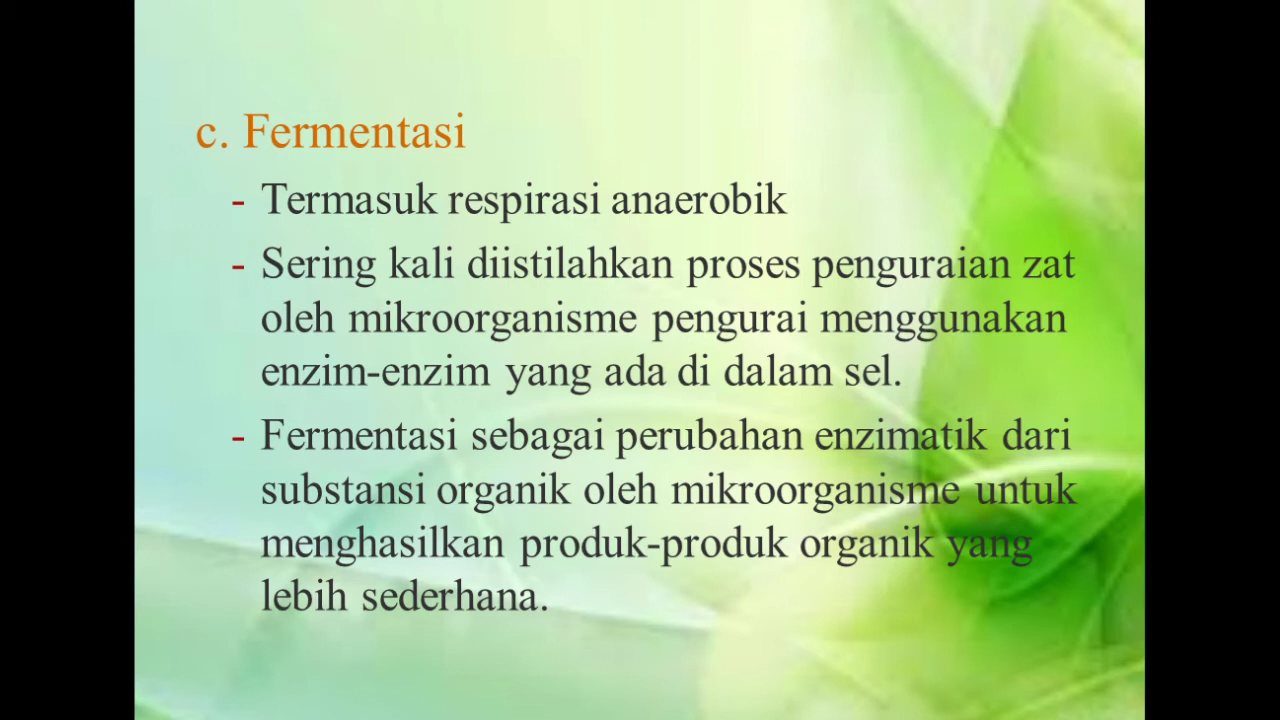 c. Fermentasi
- Termasuk respirasi anaerobik
- Sering kali diistilahkan proses penguraian zat
oleh mikroorganisme pengurai menggunakan
enzim-enzim yang ada di dalam sel.
- Fermentasi sebagai perubahan enzimatik dari
substansi organik oleh mikroorganisme untuk
menghasilkan produk-produk organik yang
lebih sederhana.